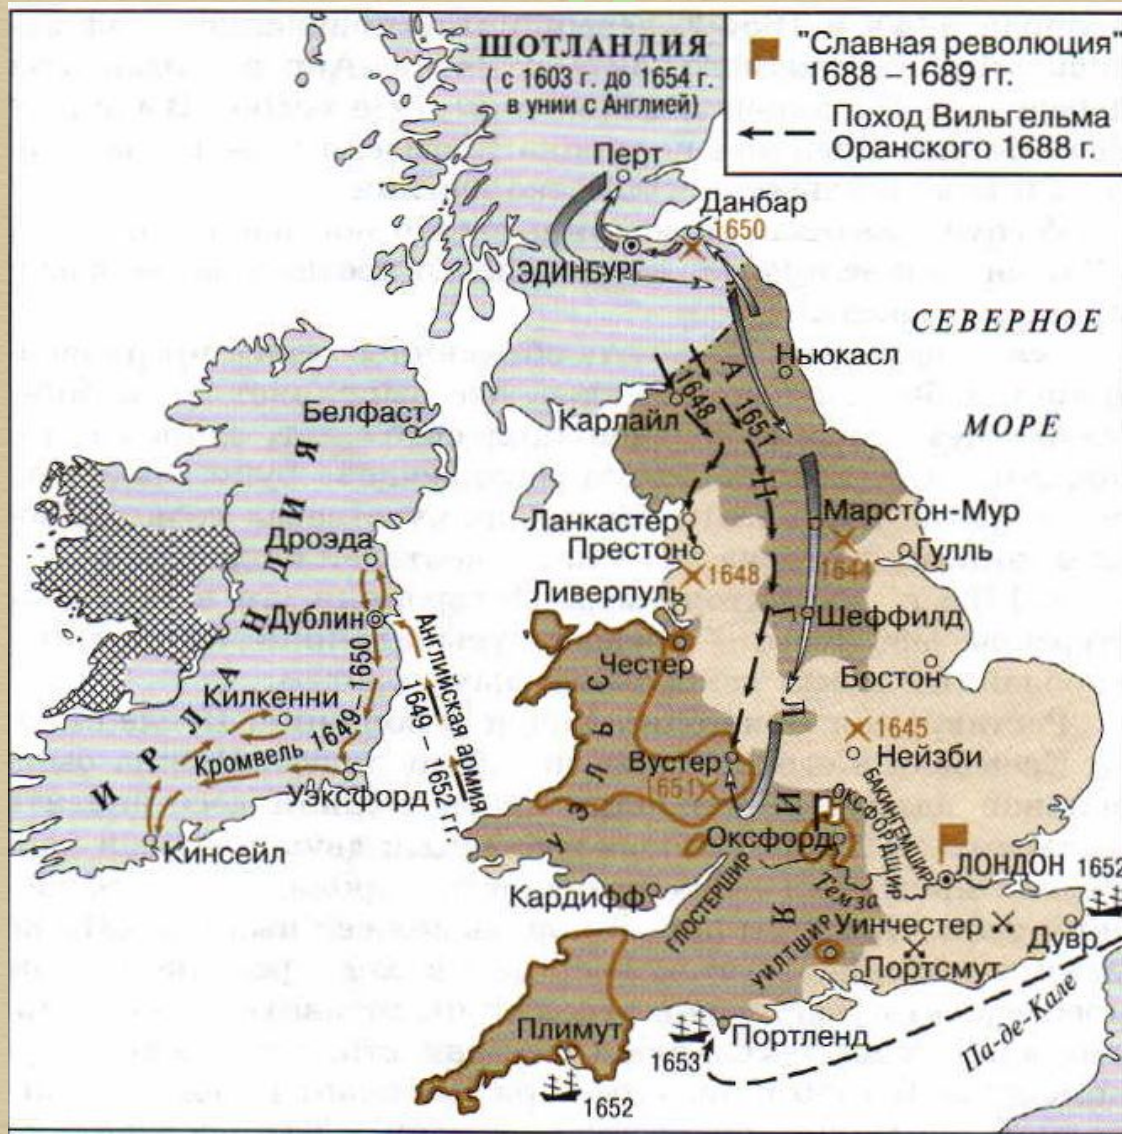 ШОТЛАНДИЯ
( с 1603 г. до 1654 г.
в унии с Англией)
"Славная революция"
1688 – 1689 гг.
Поход Вильгельма
Оранского 1688 г.
Перт
Данбар
1650
ЭДИНБУРГ
СЕВЕРНОЕ
МОРЕ
Ньюкасл
1648
1651
Карлайл
Белфаст
АНГЛИЯ
ИРЛАНДИЯ
УЭЛЬС
Ланкастер
Марстон-Мур
1644
Престон
1648
Гулль
Дроэда
Ливерпуль
Дублин
Шеффилд
Честер
Бостон
Английская армия
1649 – 1652 гг.
Килкенни
Кромвель 1649–1650
1645
Нейзби
Вустер
1651
Уэксфорд
Кинсейл
Оксфорд
ОКСФОРДЩИР
БАКИНГЕМШИР
ЛОНДОН
1652
Кардифф
ГЛОСТЕРШИР
Темза
УИЛТШИР
Уинчестер
Дувр
Портсмут
Плимут
Портленд
1653
1652
Па-де-Кале